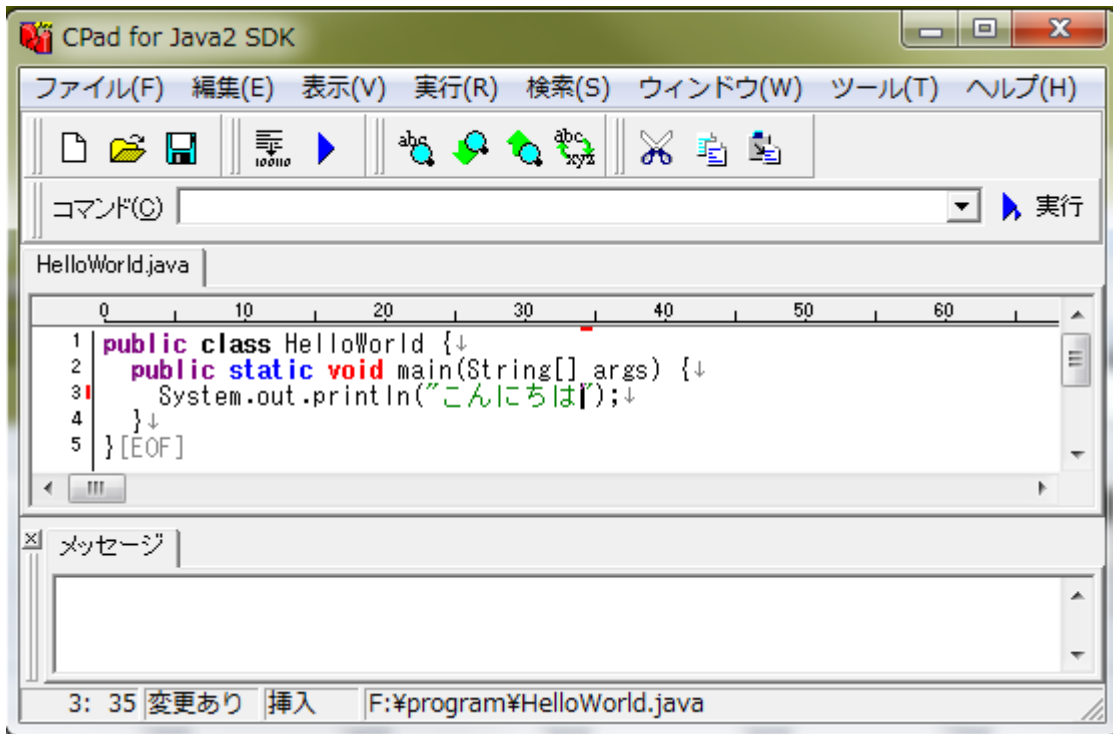 CPad for Java2 SDK
ファイル(F) 編集(E) 表示(V) 実行(R) 検索(S) ウィンドウ(W) ツール(T) ヘルプ(H)
10010 abc abc xyz
コマンド(C) 実行
HelloWorld.java
0 10 20 30 40 50 60
1 public class HelloWorld {↓
2 public static void main(String[] args) {↓
3 System.out.println("こんにちは");↓
4 }↓
5 }[EOF]
メッセージ
3: 35 変更あり 挿入 F:¥program¥HelloWorld.java